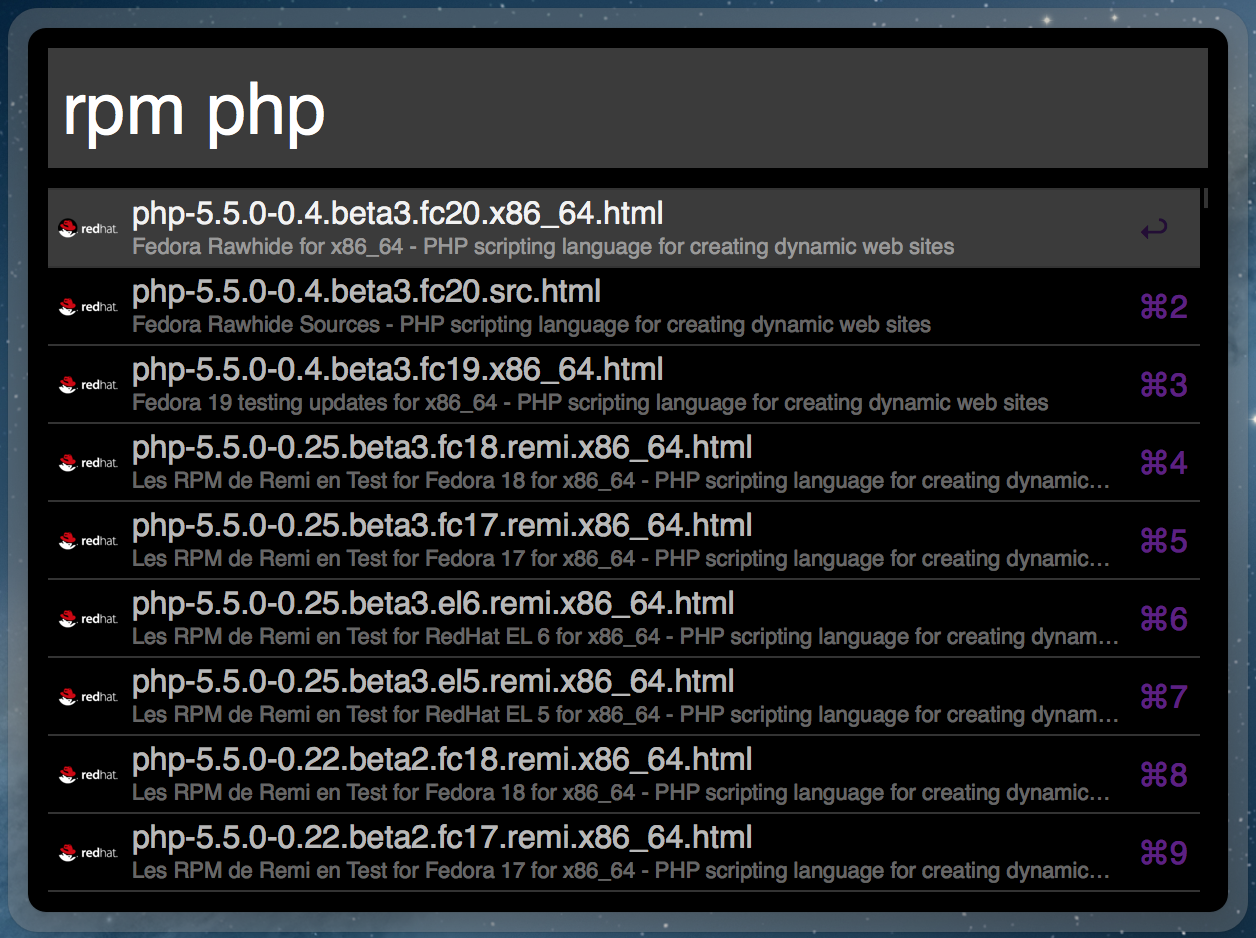 rpm php
php-5.5.0-0.4.beta3.fc20.x86_64.html
redhat.
Fedora Rawhide for x86_64 - PHP scripting language for creating dynamic web sites
php-5.5.0-0.4.beta3.fc20.src.html
redhat. ⌘2
Fedora Rawhide Sources - PHP scripting language for creating dynamic web sites
php-5.5.0-0.4.beta3.fc19.x86_64.html
redhat. ⌘3
Fedora 19 testing updates for x86_64 - PHP scripting language for creating dynamic web sites
php-5.5.0-0.25.beta3.fc18.remi.x86_64.html
redhat. ⌘4
Les RPM de Remi en Test for Fedora 18 for x86_64 - PHP scripting language for creating dynamic…
php-5.5.0-0.25.beta3.fc17.remi.x86_64.html
redhat. ⌘5
Les RPM de Remi en Test for Fedora 17 for x86_64 - PHP scripting language for creating dynamic…
php-5.5.0-0.25.beta3.el6.remi.x86_64.html
redhat. ⌘6
Les RPM de Remi en Test for RedHat EL 6 for x86_64 - PHP scripting language for creating dynam…
php-5.5.0-0.25.beta3.el5.remi.x86_64.html
redhat. ⌘7
Les RPM de Remi en Test for RedHat EL 5 for x86_64 - PHP scripting language for creating dynam…
php-5.5.0-0.22.beta2.fc18.remi.x86_64.html
redhat. ⌘8
Les RPM de Remi en Test for Fedora 18 for x86_64 - PHP scripting language for creating dynamic…
php-5.5.0-0.22.beta2.fc17.remi.x86_64.html
redhat. ⌘9
Les RPM de Remi en Test for Fedora 17 for x86_64 - PHP scripting language for creating dynamic…